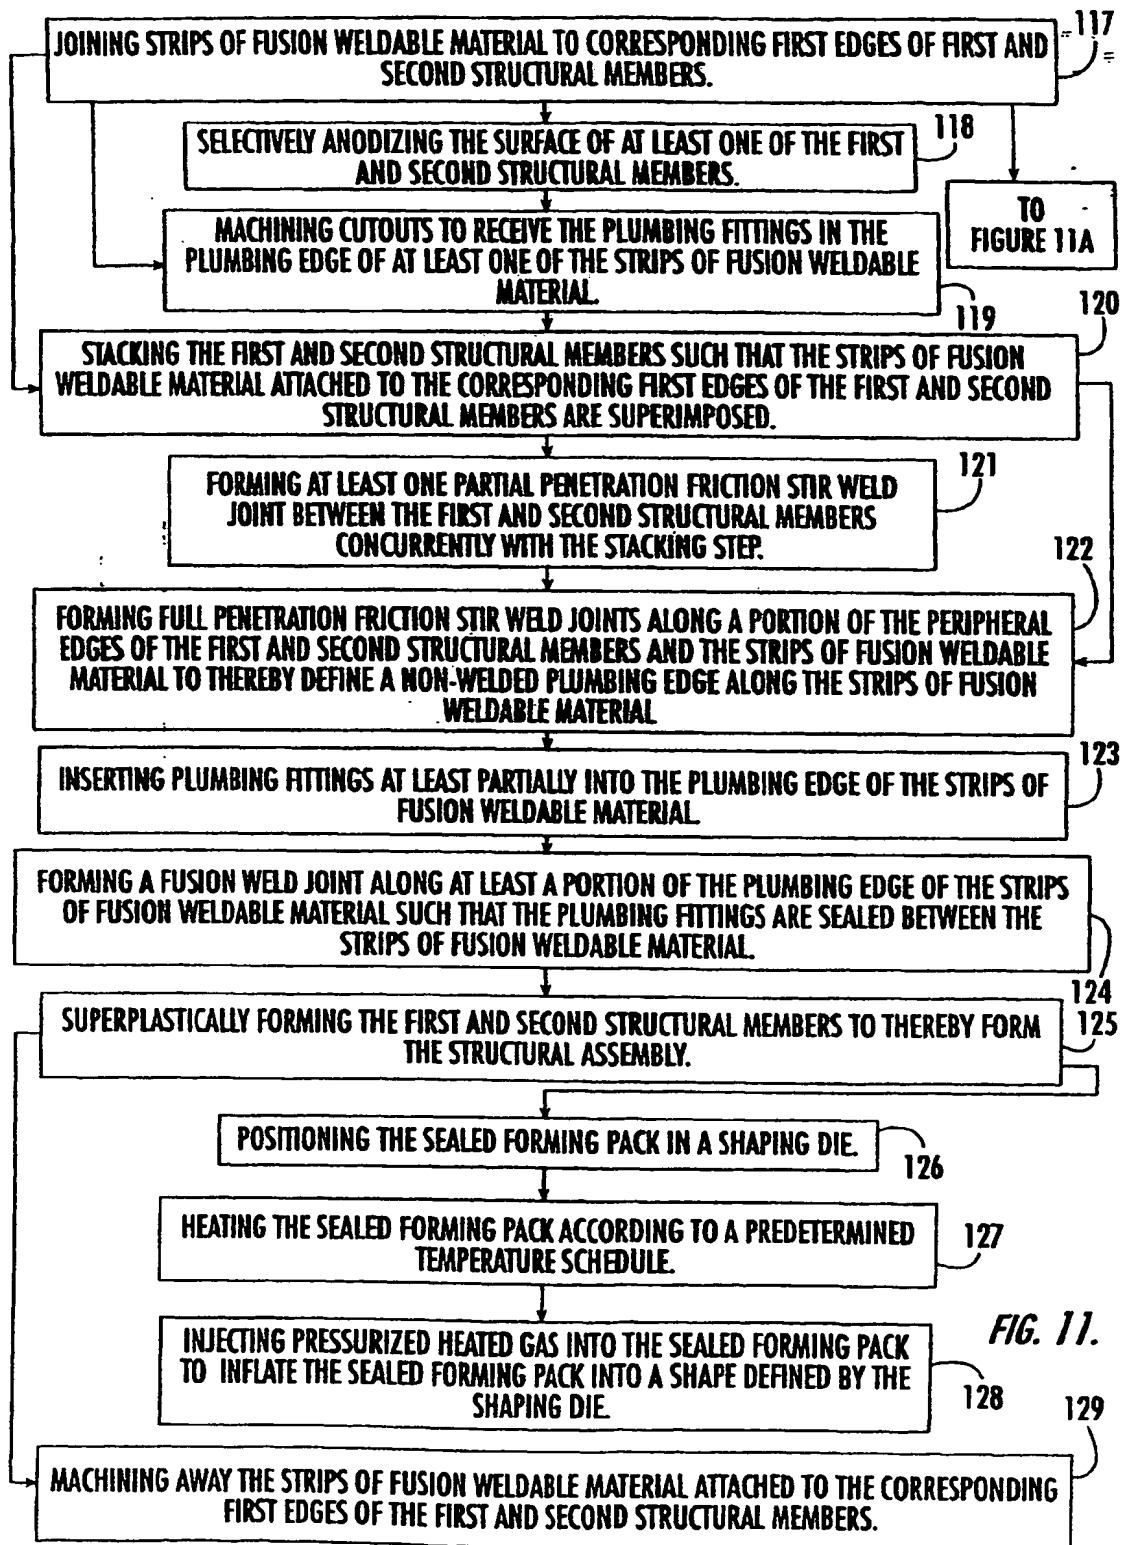 JOINING STRIPS OF FUSION WELDABLE MATERIAL TO CORRESPONDING FIRST EDGES OF FIRST AND
SECOND STRUCTURAL MEMBERS.
117
SELECTIVELY ANODIZING THE SURFACE OF AT LEAST ONE OF THE FIRST
AND SECOND STRUCTURAL MEMBERS.
118
TO
FIGURE 11A
MACHINING CUTOUTS TO RECEIVE THE PLUMBING FITTINGS IN THE
PLUMBING EDGE OF AT LEAST ONE OF THE STRIPS OF FUSION WELDABLE
MATERIAL.
119
120
STACKING THE FIRST AND SECOND STRUCTURAL MEMBERS SUCH THAT THE STRIPS OF FUSION
WELDABLE MATERIAL ATTACHED TO THE CORRESPONDING FIRST EDGES OF THE FIRST AND SECOND
STRUCTURAL MEMBERS ARE SUPERIMPOSED.
121
FORMING AT LEAST ONE PARTIAL PENETRATION FRICTION STIR WELD
JOINT BETWEEN THE FIRST AND SECOND STRUCTURAL MEMBERS
CONCURRENTLY WITH THE STACKING STEP.
122
FORMING FULL PENETRATION FRICTION STIR WELD JOINTS ALONG A PORTION OF THE PERIPHERAL
EDGES OF THE FIRST AND SECOND STRUCTURAL MEMBERS AND THE STRIPS OF FUSION WELDABLE
MATERIAL TO THEREBY DEFINE A NON-WELDED PLUMBING EDGE ALONG THE STRIPS OF FUSION
WELDABLE MATERIAL
123
INSERTING PLUMBING FITTINGS AT LEAST PARTIALLY INTO THE PLUMBING EDGE OF THE STRIPS OF
FUSION WELDABLE MATERIAL.
FORMING A FUSION WELD JOINT ALONG AT LEAST A PORTION OF THE PLUMBING EDGE OF THE STRIPS
OF FUSION WELDABLE MATERIAL SUCH THAT THE PLUMBING FITTINGS ARE SEALED BETWEEN THE
STRIPS OF FUSION WELDABLE MATERIAL.
124
SUPERPLASTICALLY FORMING THE FIRST AND SECOND STRUCTURAL MEMBERS TO THEREBY FORM
THE STRUCTURAL ASSEMBLY.
125
POSITIONING THE SEALED FORMING PACK IN A SHAPING DIE.
126
HEATING THE SEALED FORMING PACK ACCORDING TO A PREDETERMINED
TEMPERATURE SCHEDULE.
127
INJECTING PRESSURIZED HEATED GAS INTO THE SEALED FORMING PACK
TO INFLATE THE SEALED FORMING PACK INTO A SHAPE DEFINED BY THE
SHAPING DIE.
128
FIG. 11.
129
MACHINING AWAY THE STRIPS OF FUSION WELDABLE MATERIAL ATTACHED TO THE CORRESPONDING
FIRST EDGES OF THE FIRST AND SECOND STRUCTURAL MEMBERS.